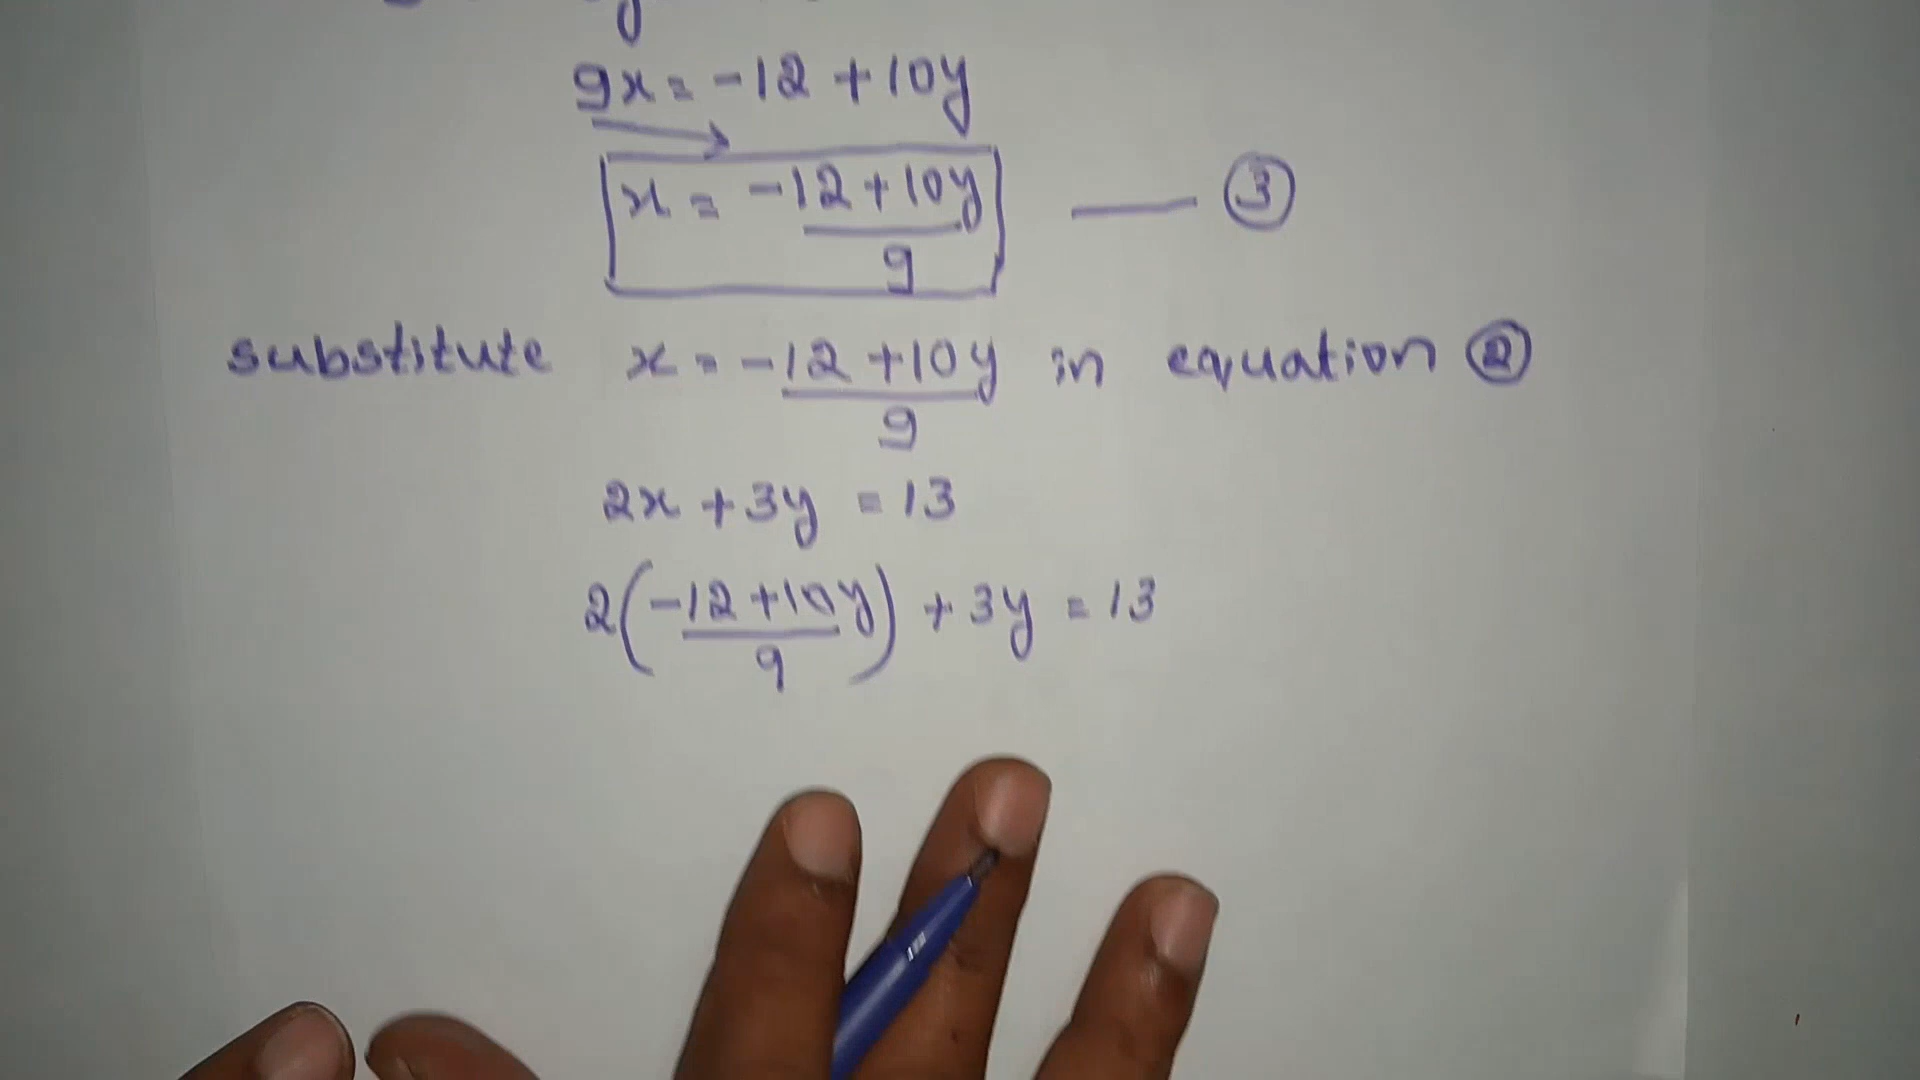 9x = -12 + 10y
x = -12 + 10y / 9 —— ③
substitute x = -12 + 10y / 9 in equation ②
2x + 3y = 13
2(-12 + 10y / 9) + 3y = 13